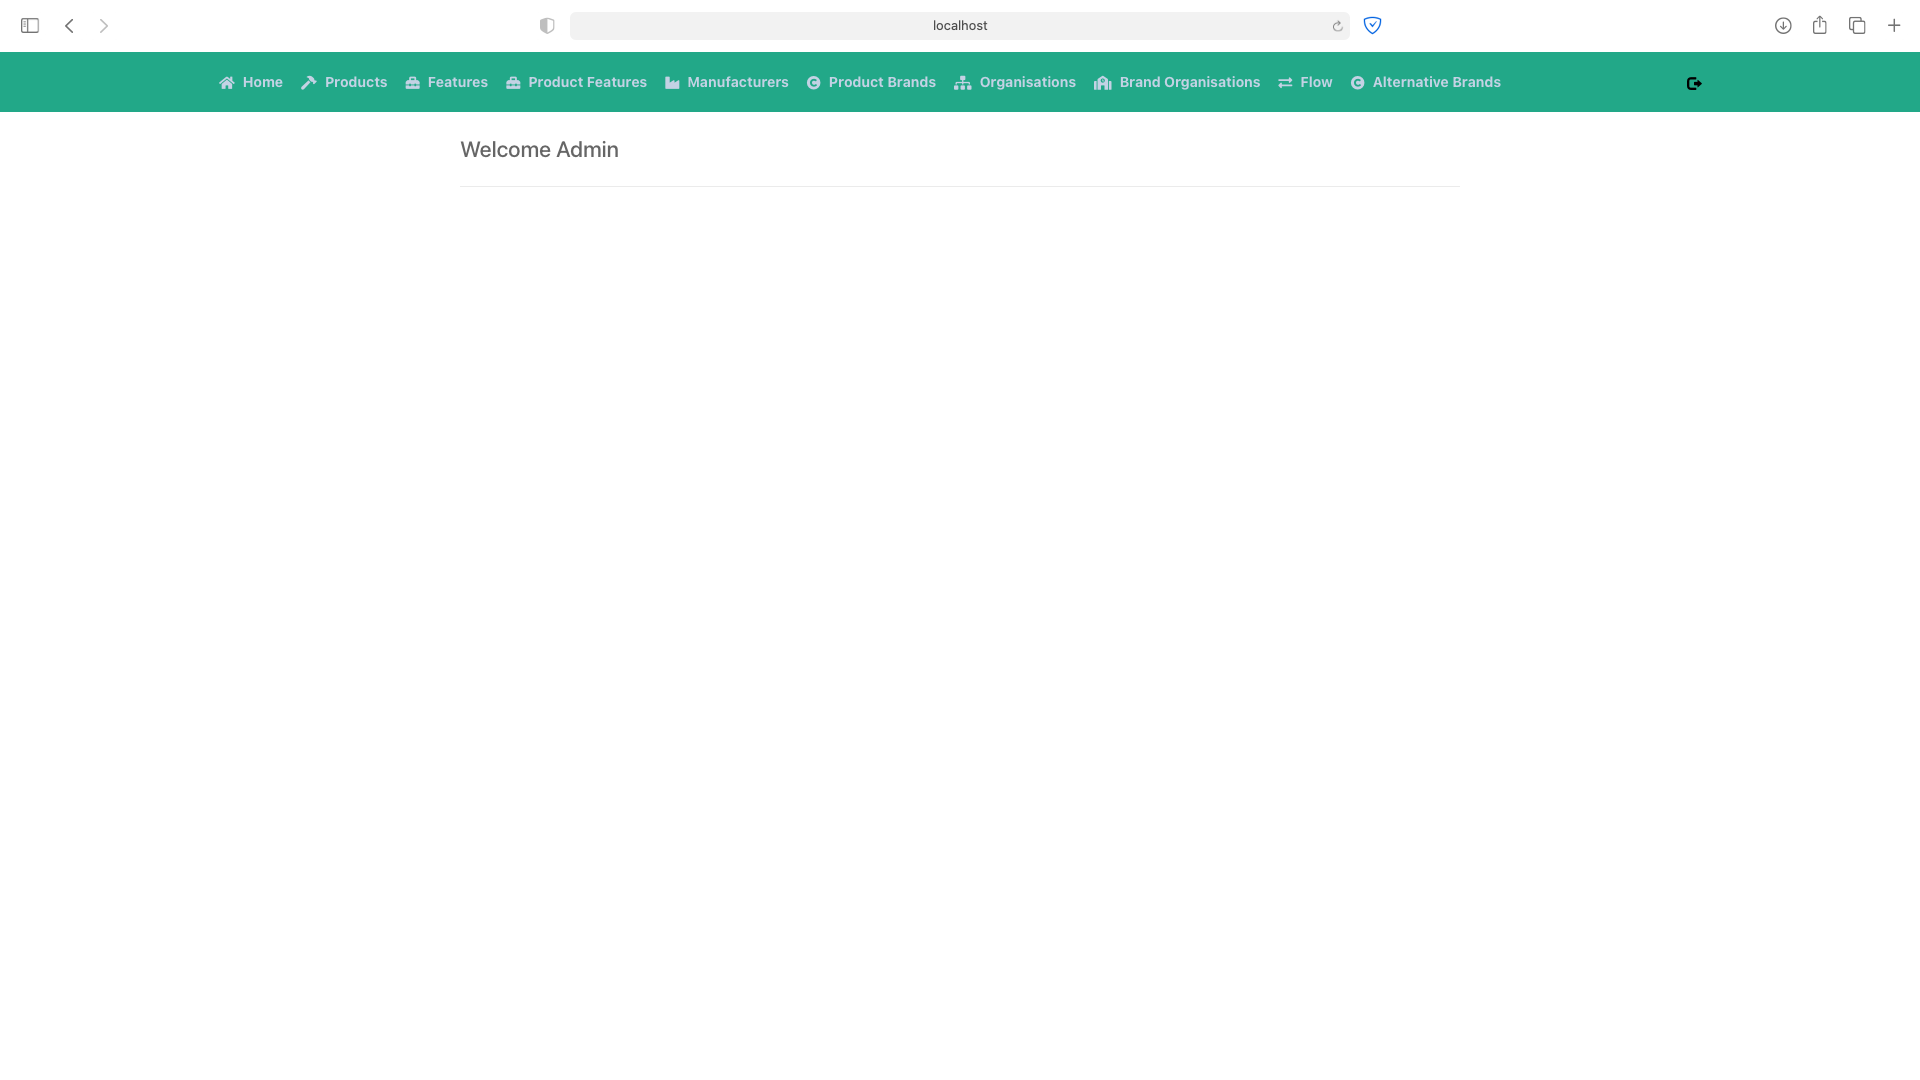 localhost
Home Products Features Product Features Manufacturers Product Brands Organisations Brand Organisations Flow Alternative Brands
Welcome Admin